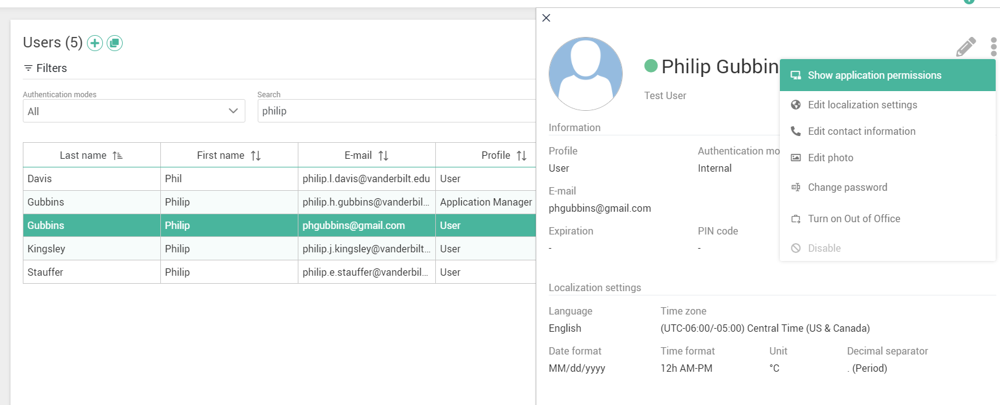 Users (5)
Filters
Authentication modes
All
Search
philip
Last name First name E-mail Profile
Davis Phil philip.l.davis@vanderbilt.edu User
Gubbins Philip philip.h.gubbins@vanderbil... Application Manager
Gubbins Philip phgubbins@gmail.com User
Kingsley Philip philip.j.kingsley@vanderbilt... User
Stauffer Philip philip.e.stauffer@vanderbil... User
Philip Gubbin
Test User
Show application permissions
Edit localization settings
Edit contact information
Edit photo
Change password
Turn on Out of Office
Disable
Information
Profile Authentication mo
User Internal
E-mail
phgubbins@gmail.com
Expiration PIN code
- -
Localization settings
Language Time zone
English (UTC-06:00/-05:00) Central Time (US & Canada)
Date format Time format Unit Decimal separator
MM/dd/yyyy 12h AM-PM °C . (Period)